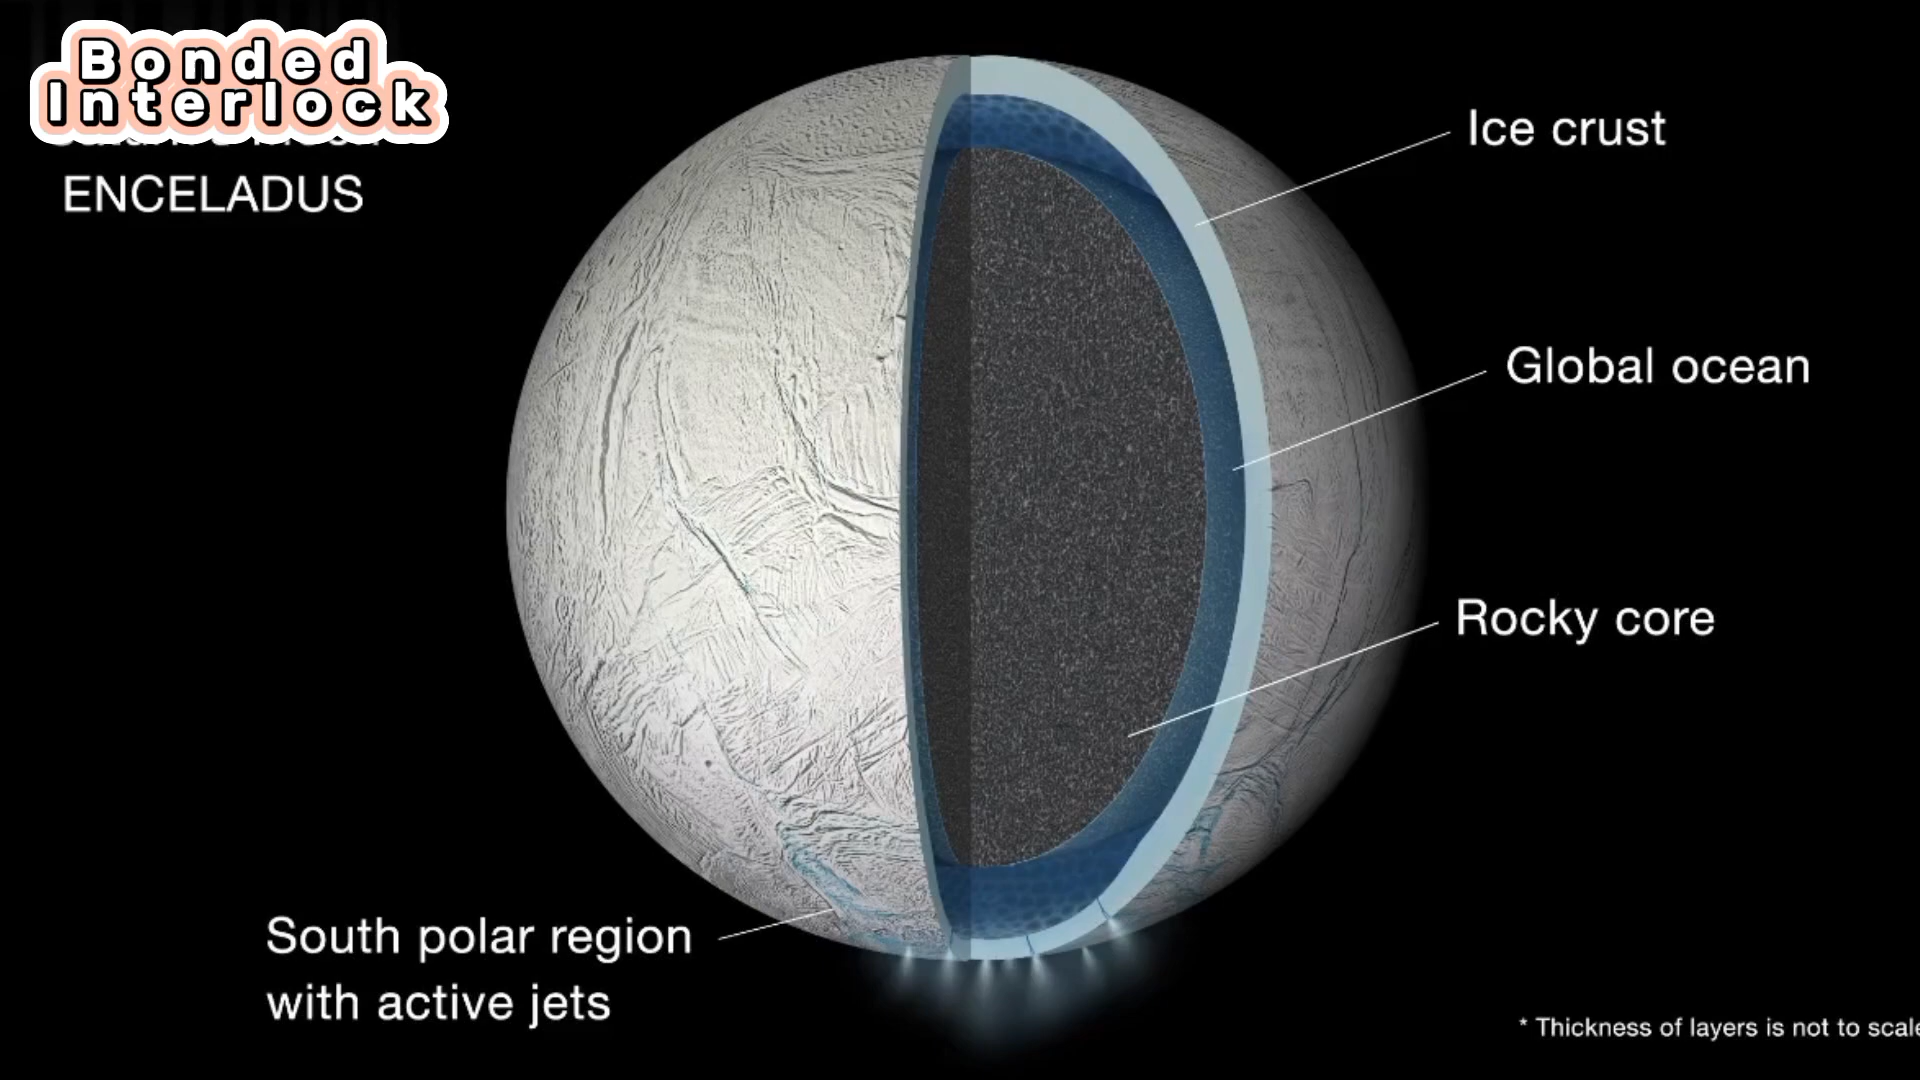 Bonded
Interlock
ENCELADUS
Ice crust
Global ocean
Rocky core
South polar region
with active jets
* Thickness of layers is not to scale